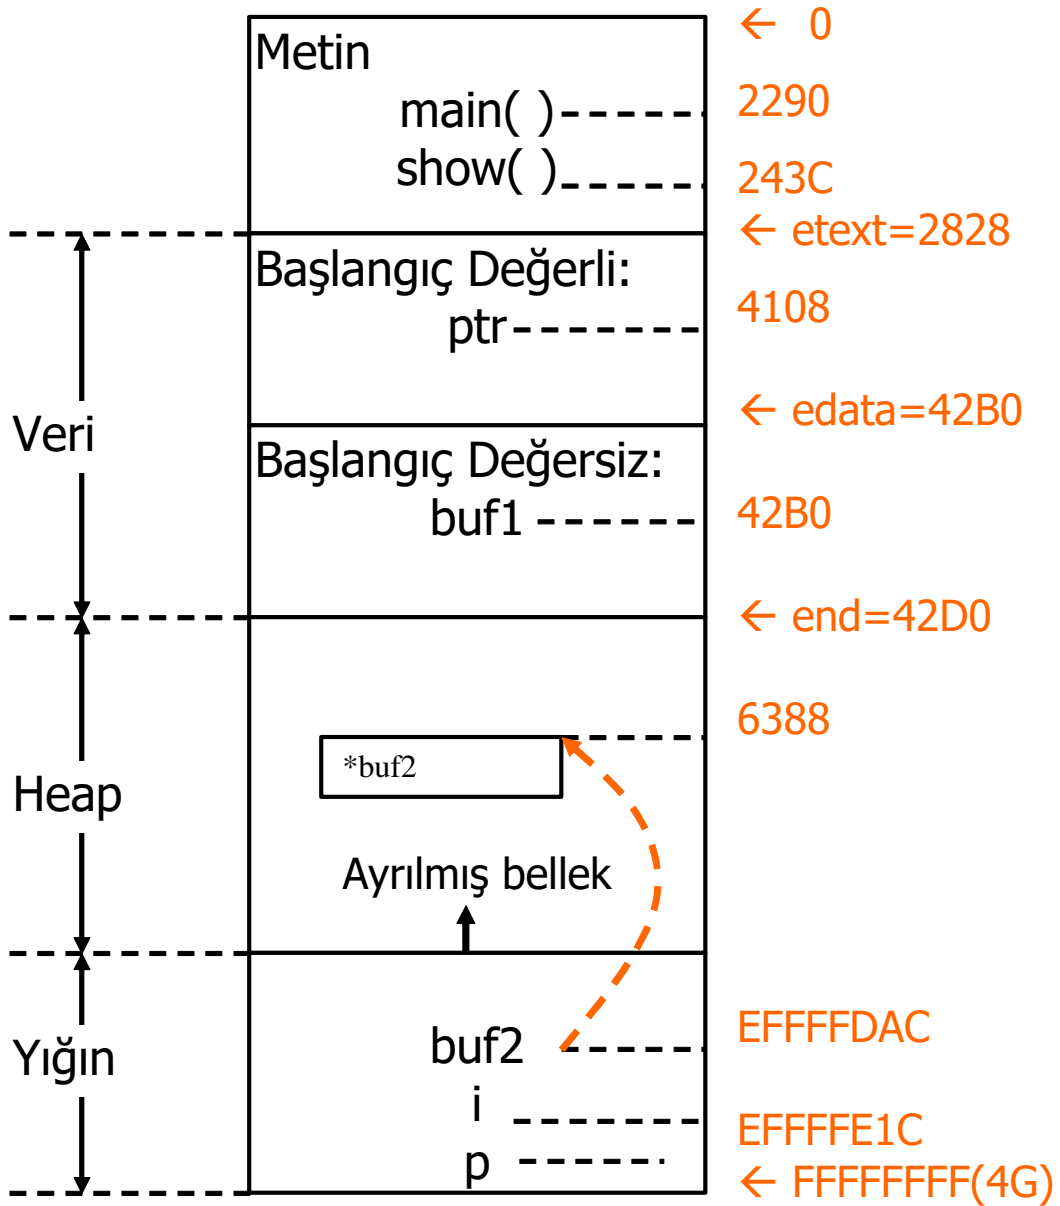 ← 0
Metin
main( ) 2290
show( ) 243C
← etext=2828
Başlangıç Değerli:
ptr 4108
← edata=42B0
Veri
Başlangıç Değersiz:
buf1 42B0
← end=42D0
6388
*buf2
Heap
Ayrılmış bellek
buf2 EFFFFDAC
Yığın
i EFFFFE1C
p
← FFFFFFFF(4G)